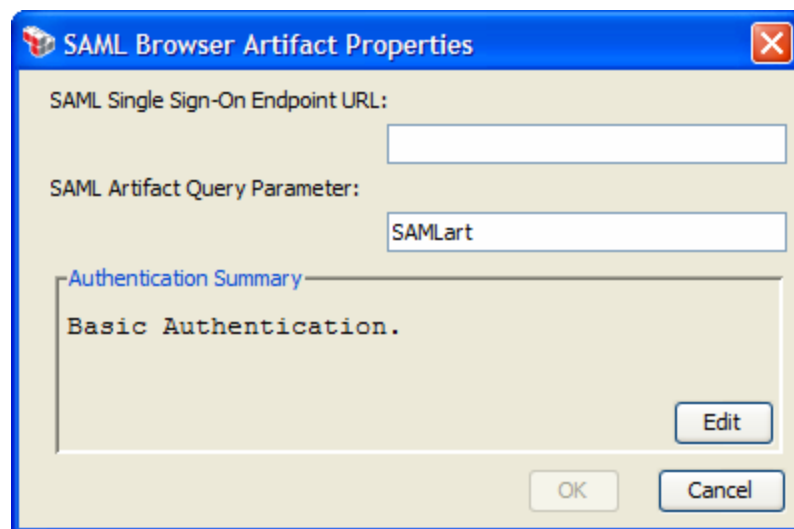 SAML Browser Artifact Properties
SAML Single Sign-On Endpoint URL:
SAML Artifact Query Parameter:
SAMLart
Authentication Summary
Basic Authentication.
Edit
OK
Cancel